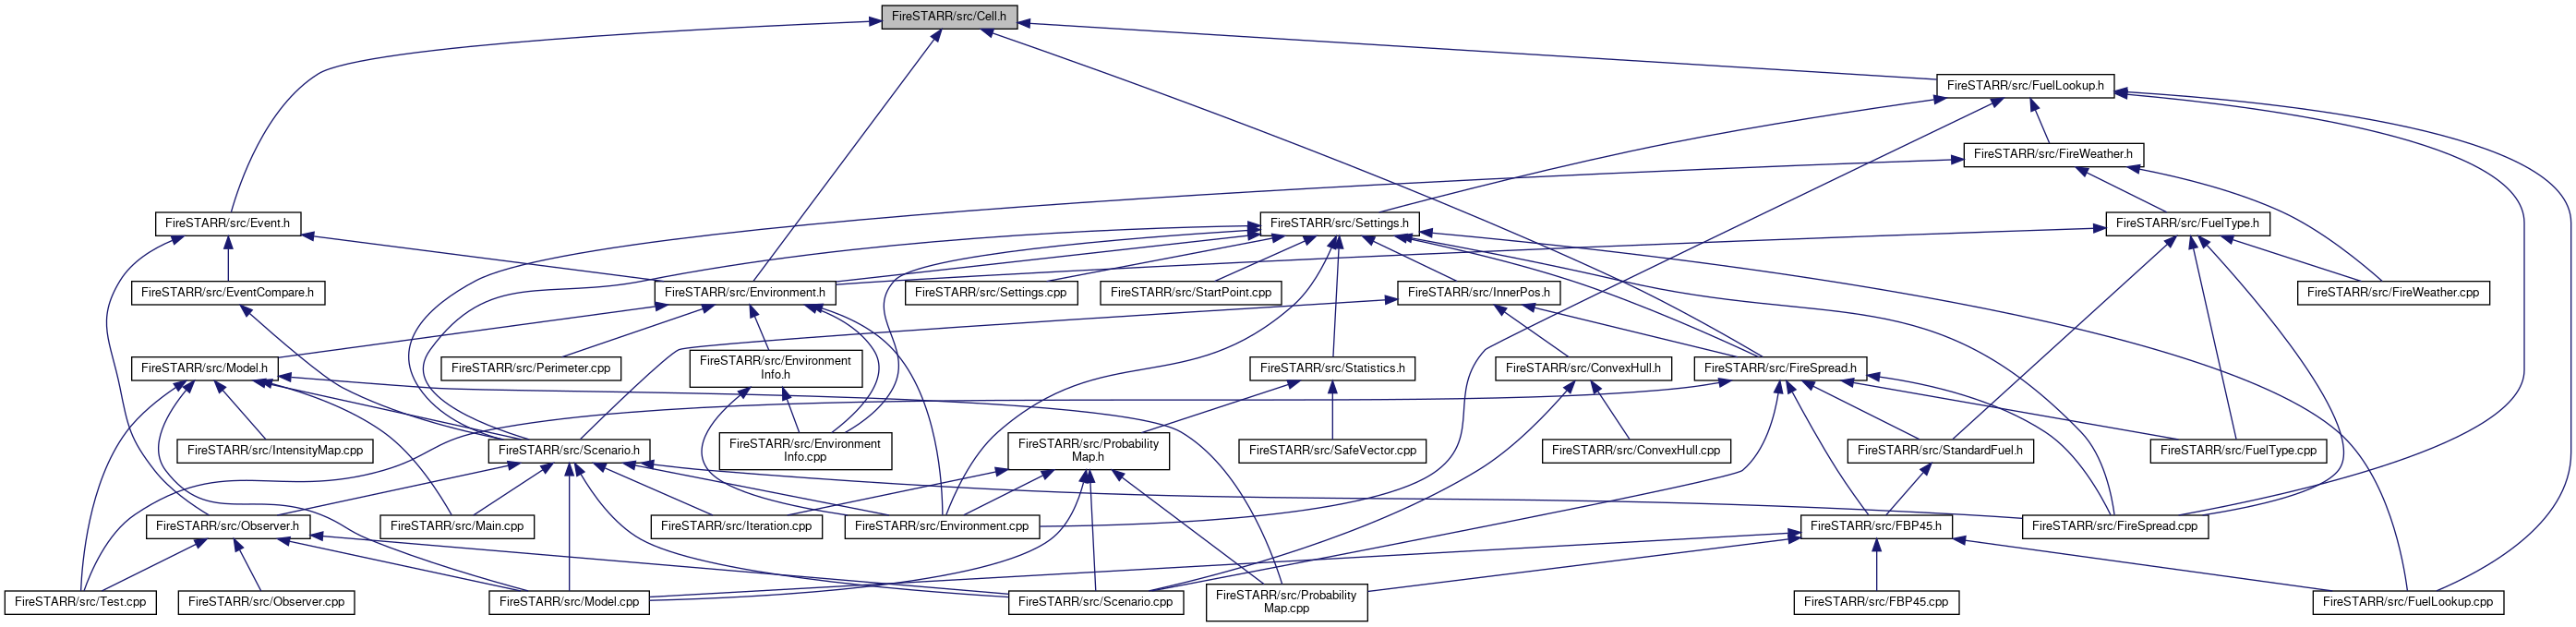 FireSTARR/src/Cell.h
FireSTARR/src/FuelLookup.h
FireSTARR/src/FireWeather.h
FireSTARR/src/Event.h
FireSTARR/src/Settings.h
FireSTARR/src/FuelType.h
FireSTARR/src/EventCompare.h
FireSTARR/src/Environment.h
FireSTARR/src/Settings.cpp
FireSTARR/src/StartPoint.cpp
FireSTARR/src/InnerPos.h
FireSTARR/src/FireWeather.cpp
FireSTARR/src/Model.h
FireSTARR/src/Perimeter.cpp
FireSTARR/src/Environment
Info.h
FireSTARR/src/Statistics.h
FireSTARR/src/ConvexHull.h
FireSTARR/src/FireSpread.h
FireSTARR/src/IntensityMap.cpp
FireSTARR/src/Scenario.h
FireSTARR/src/Environment
Info.cpp
FireSTARR/src/Probability
Map.h
FireSTARR/src/SafeVector.cpp
FireSTARR/src/ConvexHull.cpp
FireSTARR/src/StandardFuel.h
FireSTARR/src/FuelType.cpp
FireSTARR/src/Observer.h
FireSTARR/src/Main.cpp
FireSTARR/src/Iteration.cpp
FireSTARR/src/Environment.cpp
FireSTARR/src/FBP45.h
FireSTARR/src/FireSpread.cpp
FireSTARR/src/Test.cpp
FireSTARR/src/Observer.cpp
FireSTARR/src/Model.cpp
FireSTARR/src/Scenario.cpp
FireSTARR/src/Probability
Map.cpp
FireSTARR/src/FBP45.cpp
FireSTARR/src/FuelLookup.cpp